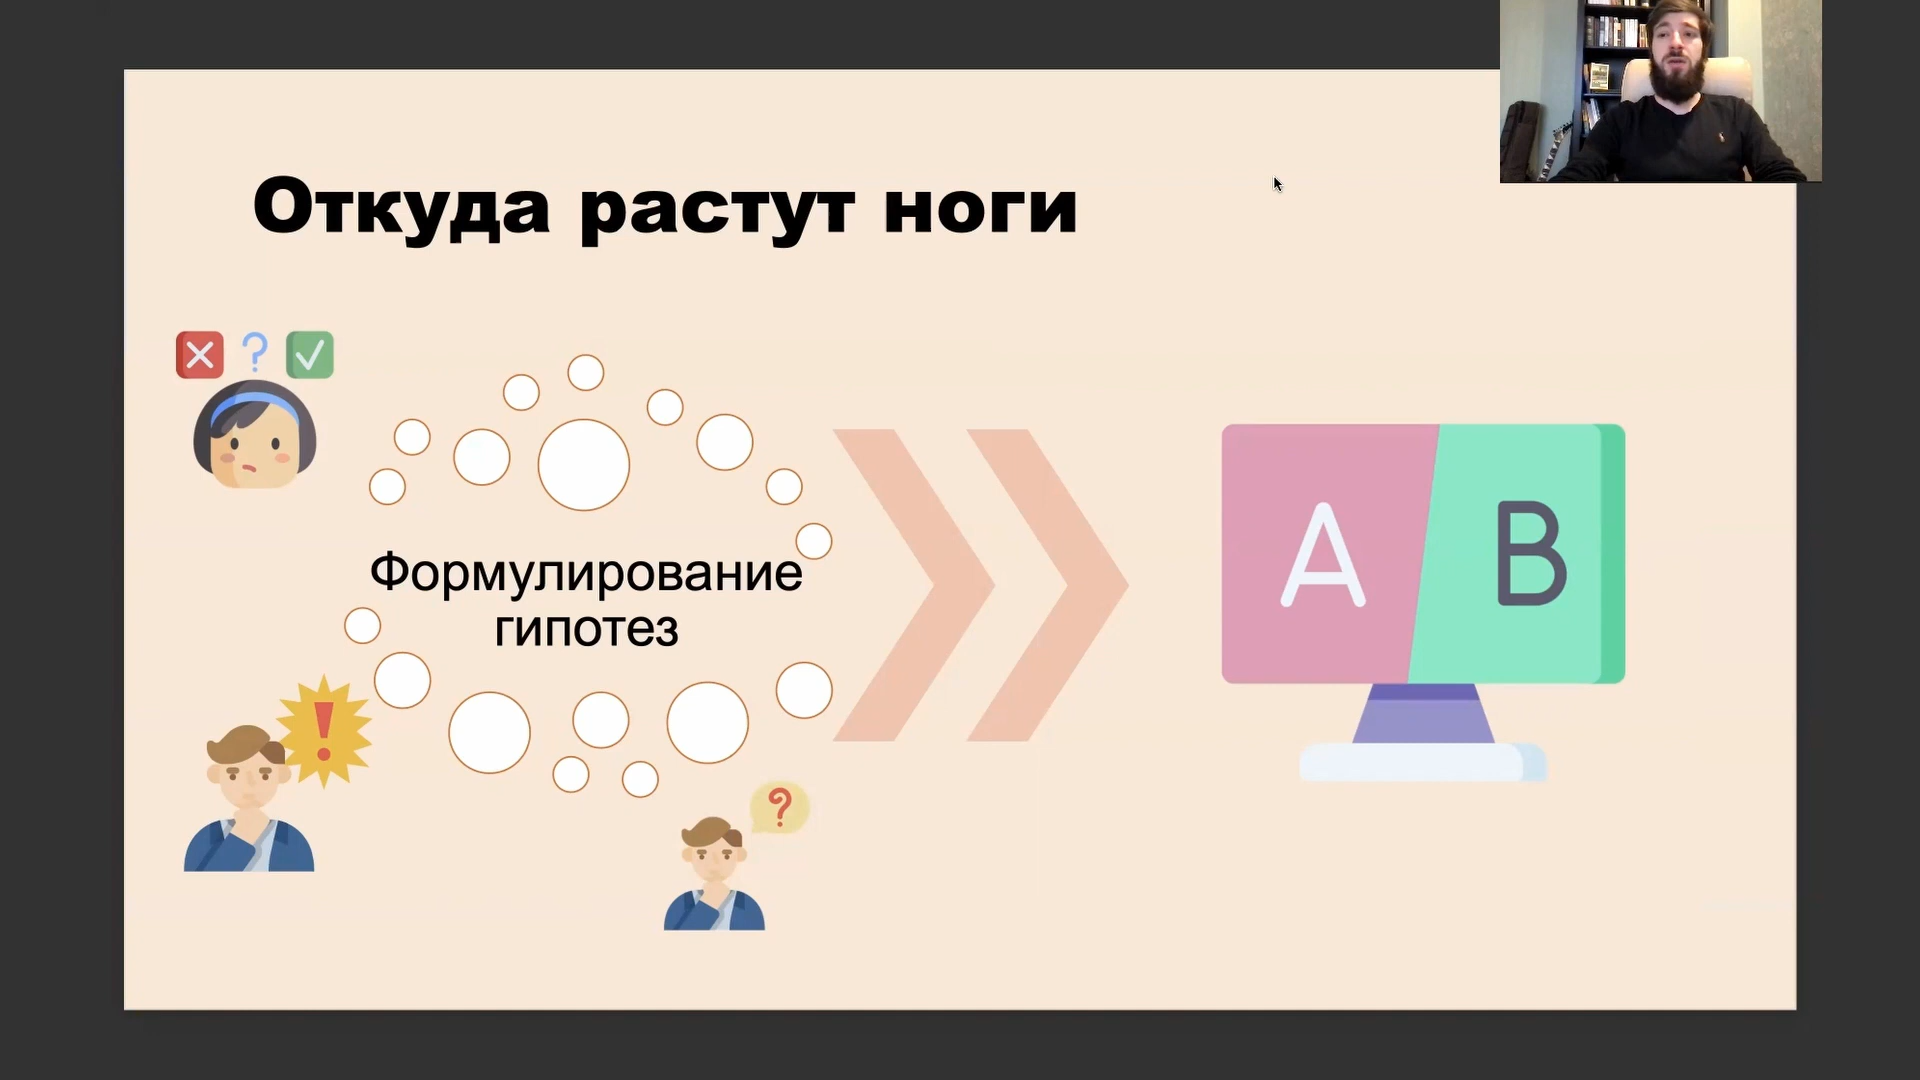 Откуда растут ноги
?
Формулирование
гипотез
A B
!
?